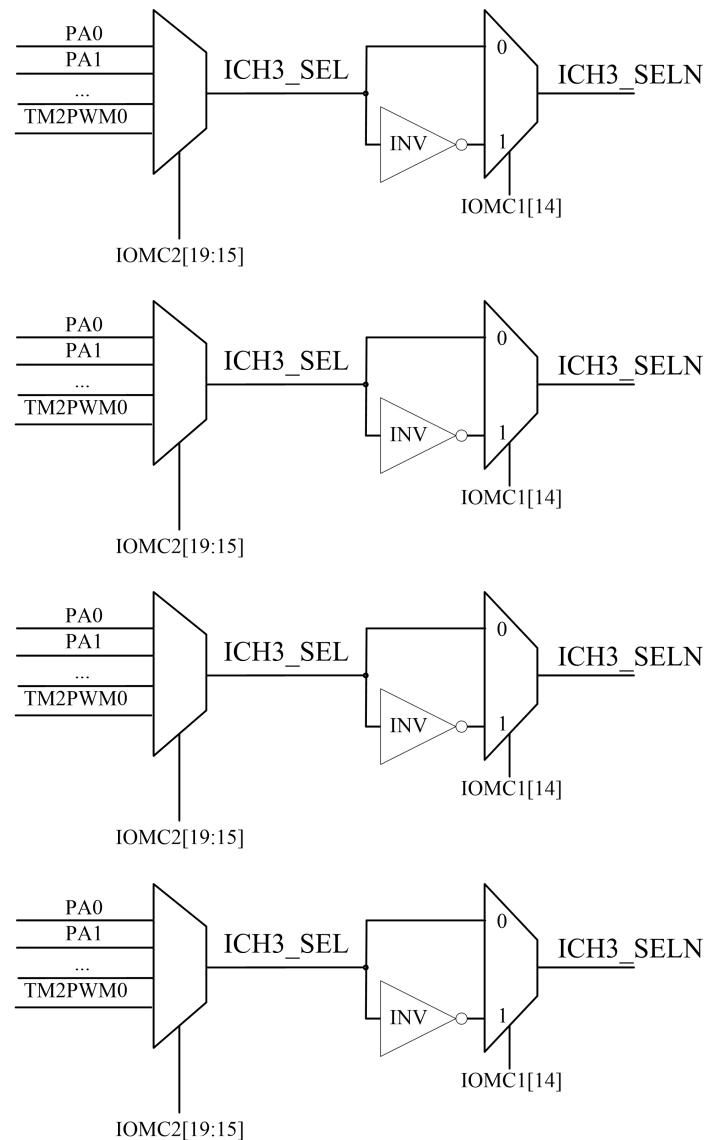 PA0
PA1
...
TM2PWM0
ICH3_SEL
INV
0
1
ICH3_SELN
IOMC1[14]
IOMC2[19:15]
PA0
PA1
...
TM2PWM0
ICH3_SEL
INV
0
1
ICH3_SELN
IOMC1[14]
IOMC2[19:15]
PA0
PA1
...
TM2PWM0
ICH3_SEL
INV
0
1
ICH3_SELN
IOMC1[14]
IOMC2[19:15]
PA0
PA1
...
TM2PWM0
ICH3_SEL
INV
0
1
ICH3_SELN
IOMC1[14]
IOMC2[19:15]